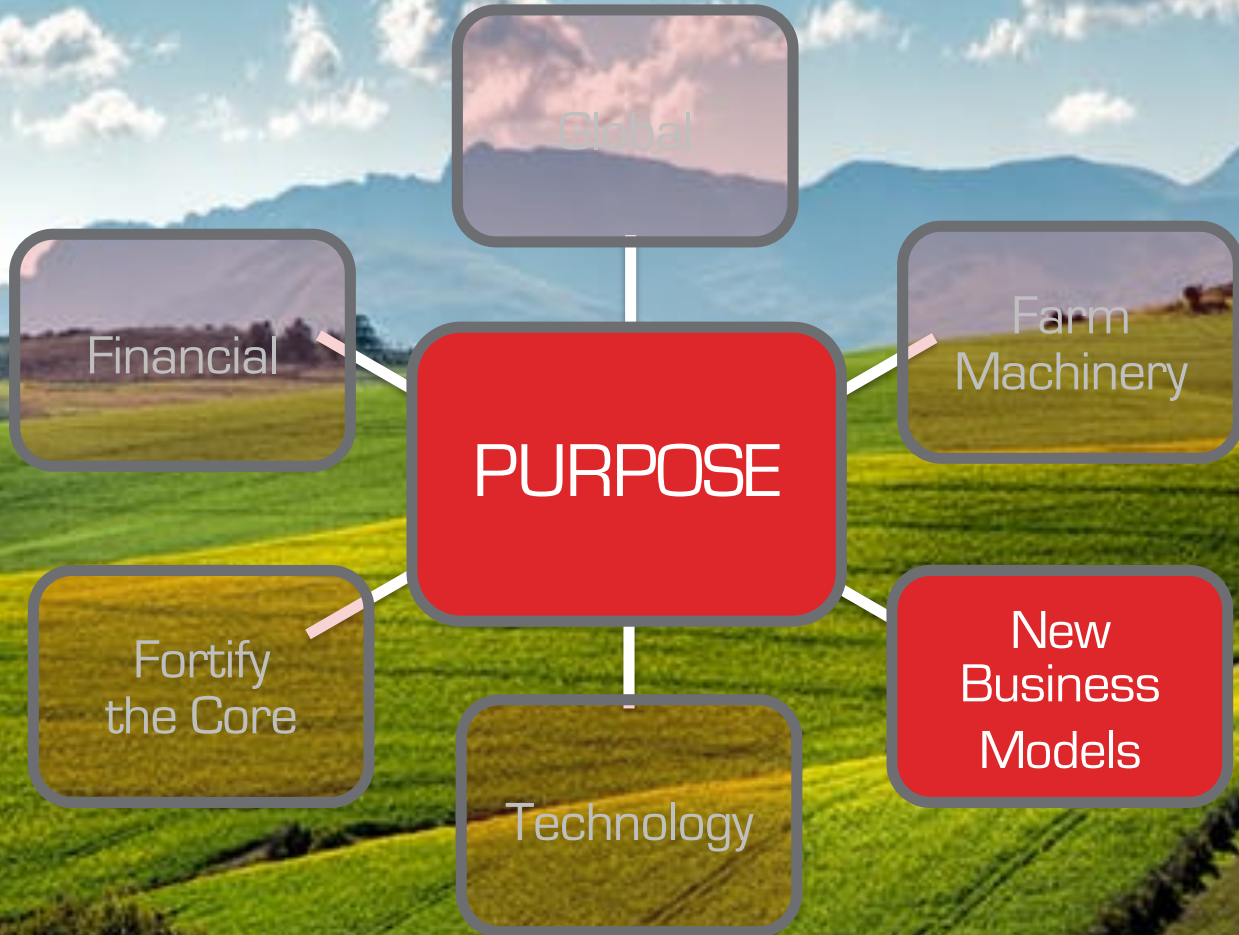 Global
Financial
Farm
Machinery
PURPOSE
Fortify
the Core
New
Business
Models
Technology